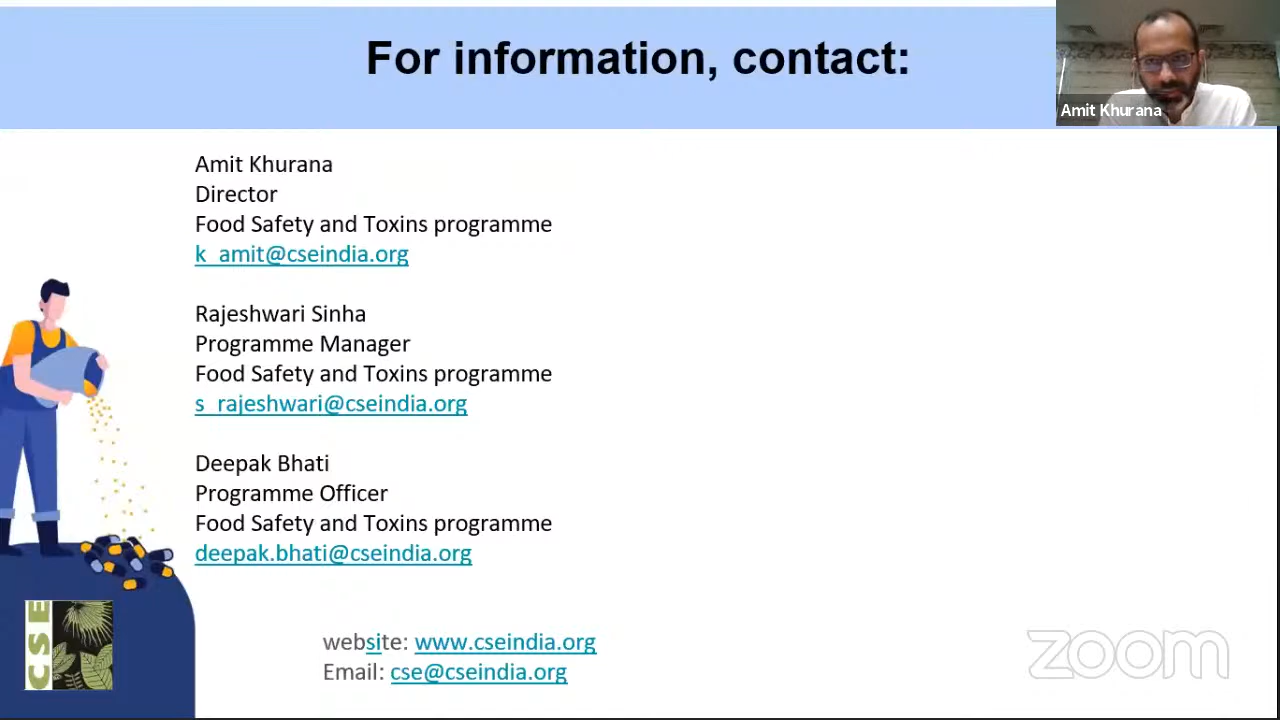 For information, contact:
Amit Khurana
Amit Khurana
Director
Food Safety and Toxins programme
k_amit@cseindia.org
Rajeshwari Sinha
Programme Manager
Food Safety and Toxins programme
s_rajeshwari@cseindia.org
Deepak Bhati
Programme Officer
Food Safety and Toxins programme
deepak.bhati@cseindia.org
CSE
website: www.cseindia.org
Email: cse@cseindia.org
zoom